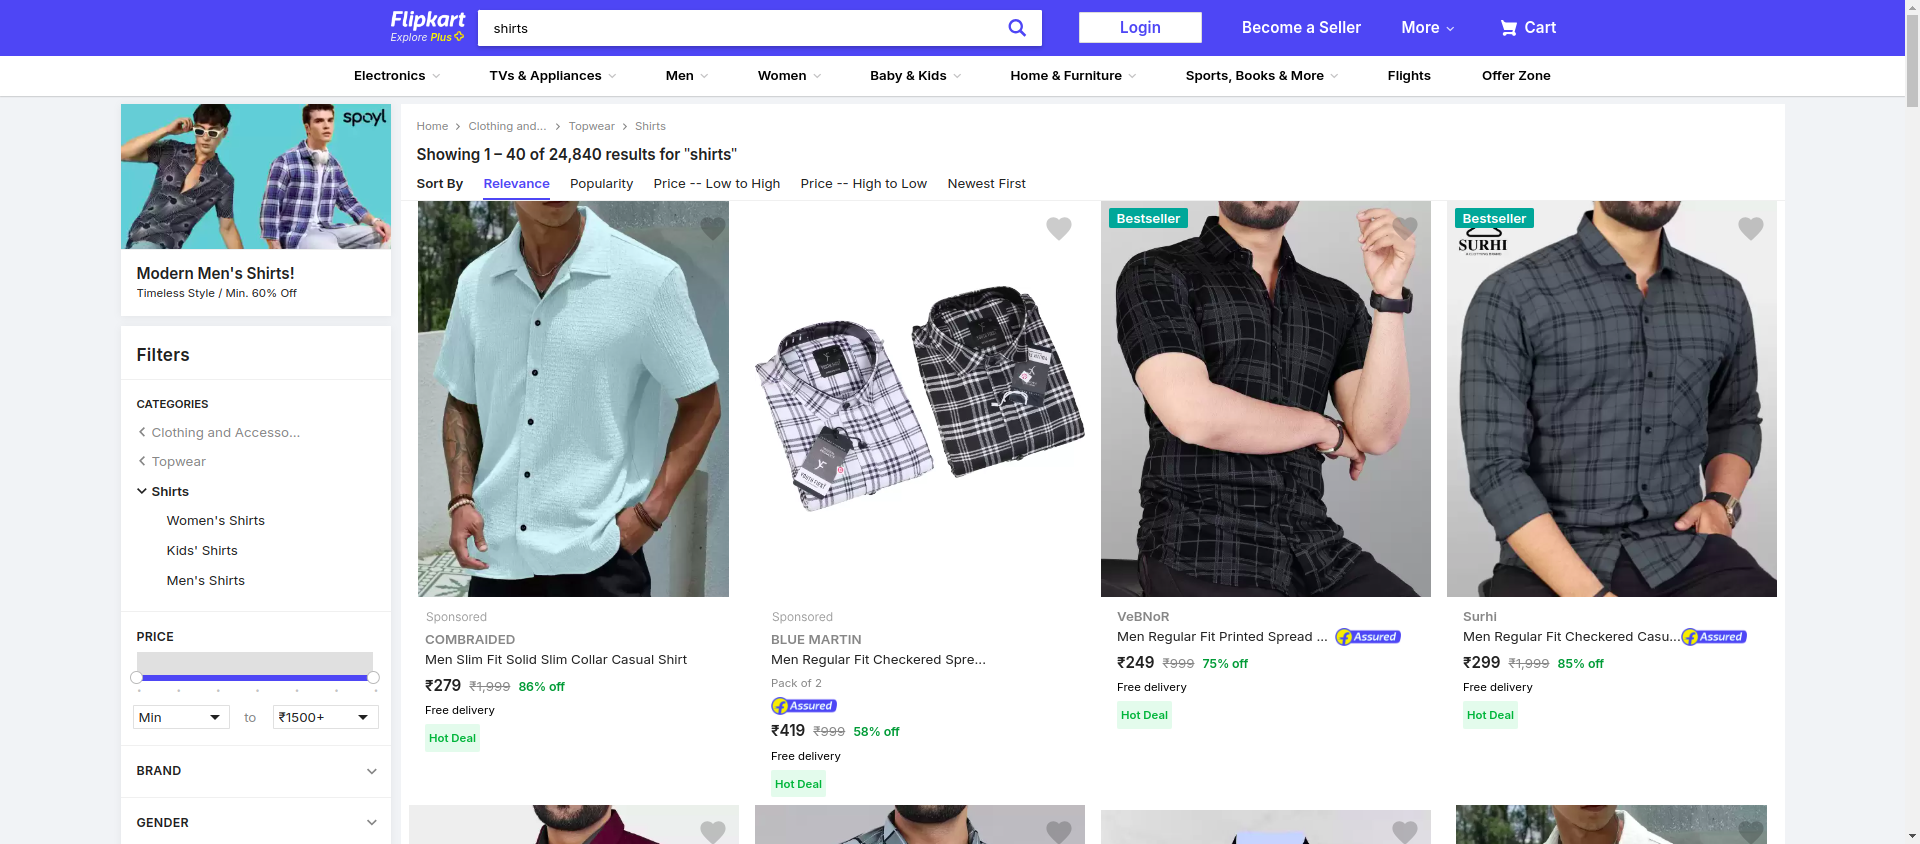 Flipkart
Explore Plus
shirts
Login
Become a Seller
More
Cart
Electronics
TVs & Appliances
Men
Women
Baby & Kids
Home & Furniture
Sports, Books & More
Flights
Offer Zone
spoyl
Modern Men's Shirts!
Timeless Style / Min. 60% Off
Filters
CATEGORIES
Clothing and Accesso...
Topwear
Shirts
Women's Shirts
Kids' Shirts
Men's Shirts
PRICE
Min
to
₹1500+
BRAND
GENDER
Home
Clothing and...
Topwear
Shirts
Showing 1 – 40 of 24,840 results for "shirts"
Sort By
Relevance
Popularity
Price -- Low to High
Price -- High to Low
Newest First
Sponsored
COMBRAIDED
Men Slim Fit Solid Slim Collar Casual Shirt
₹279 ₹1,999 86% off
Free delivery
Hot Deal
Sponsored
BLUE MARTIN
Men Regular Fit Checkered Spre...
Pack of 2
Assured
₹419 ₹999 58% off
Free delivery
Hot Deal
Bestseller
VeBNoR
Men Regular Fit Printed Spread ...
Assured
₹249 ₹999 75% off
Free delivery
Hot Deal
Bestseller
SURHI
Surhi
Men Regular Fit Checkered Casu...
Assured
₹299 ₹1,999 85% off
Free delivery
Hot Deal